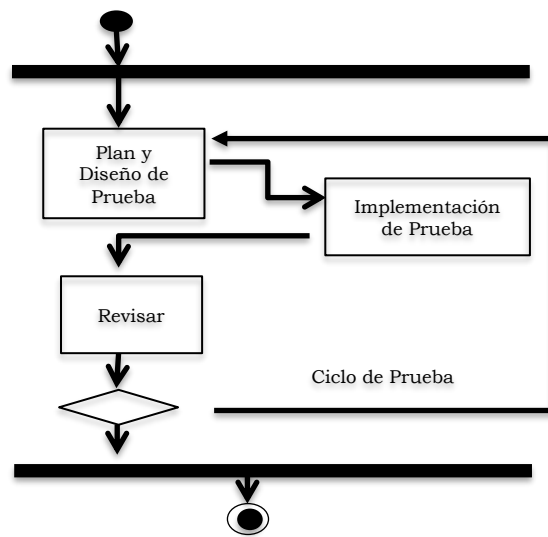 Plan y
Diseño de
Prueba
Implementación
de Prueba
Revisar
Ciclo de Prueba